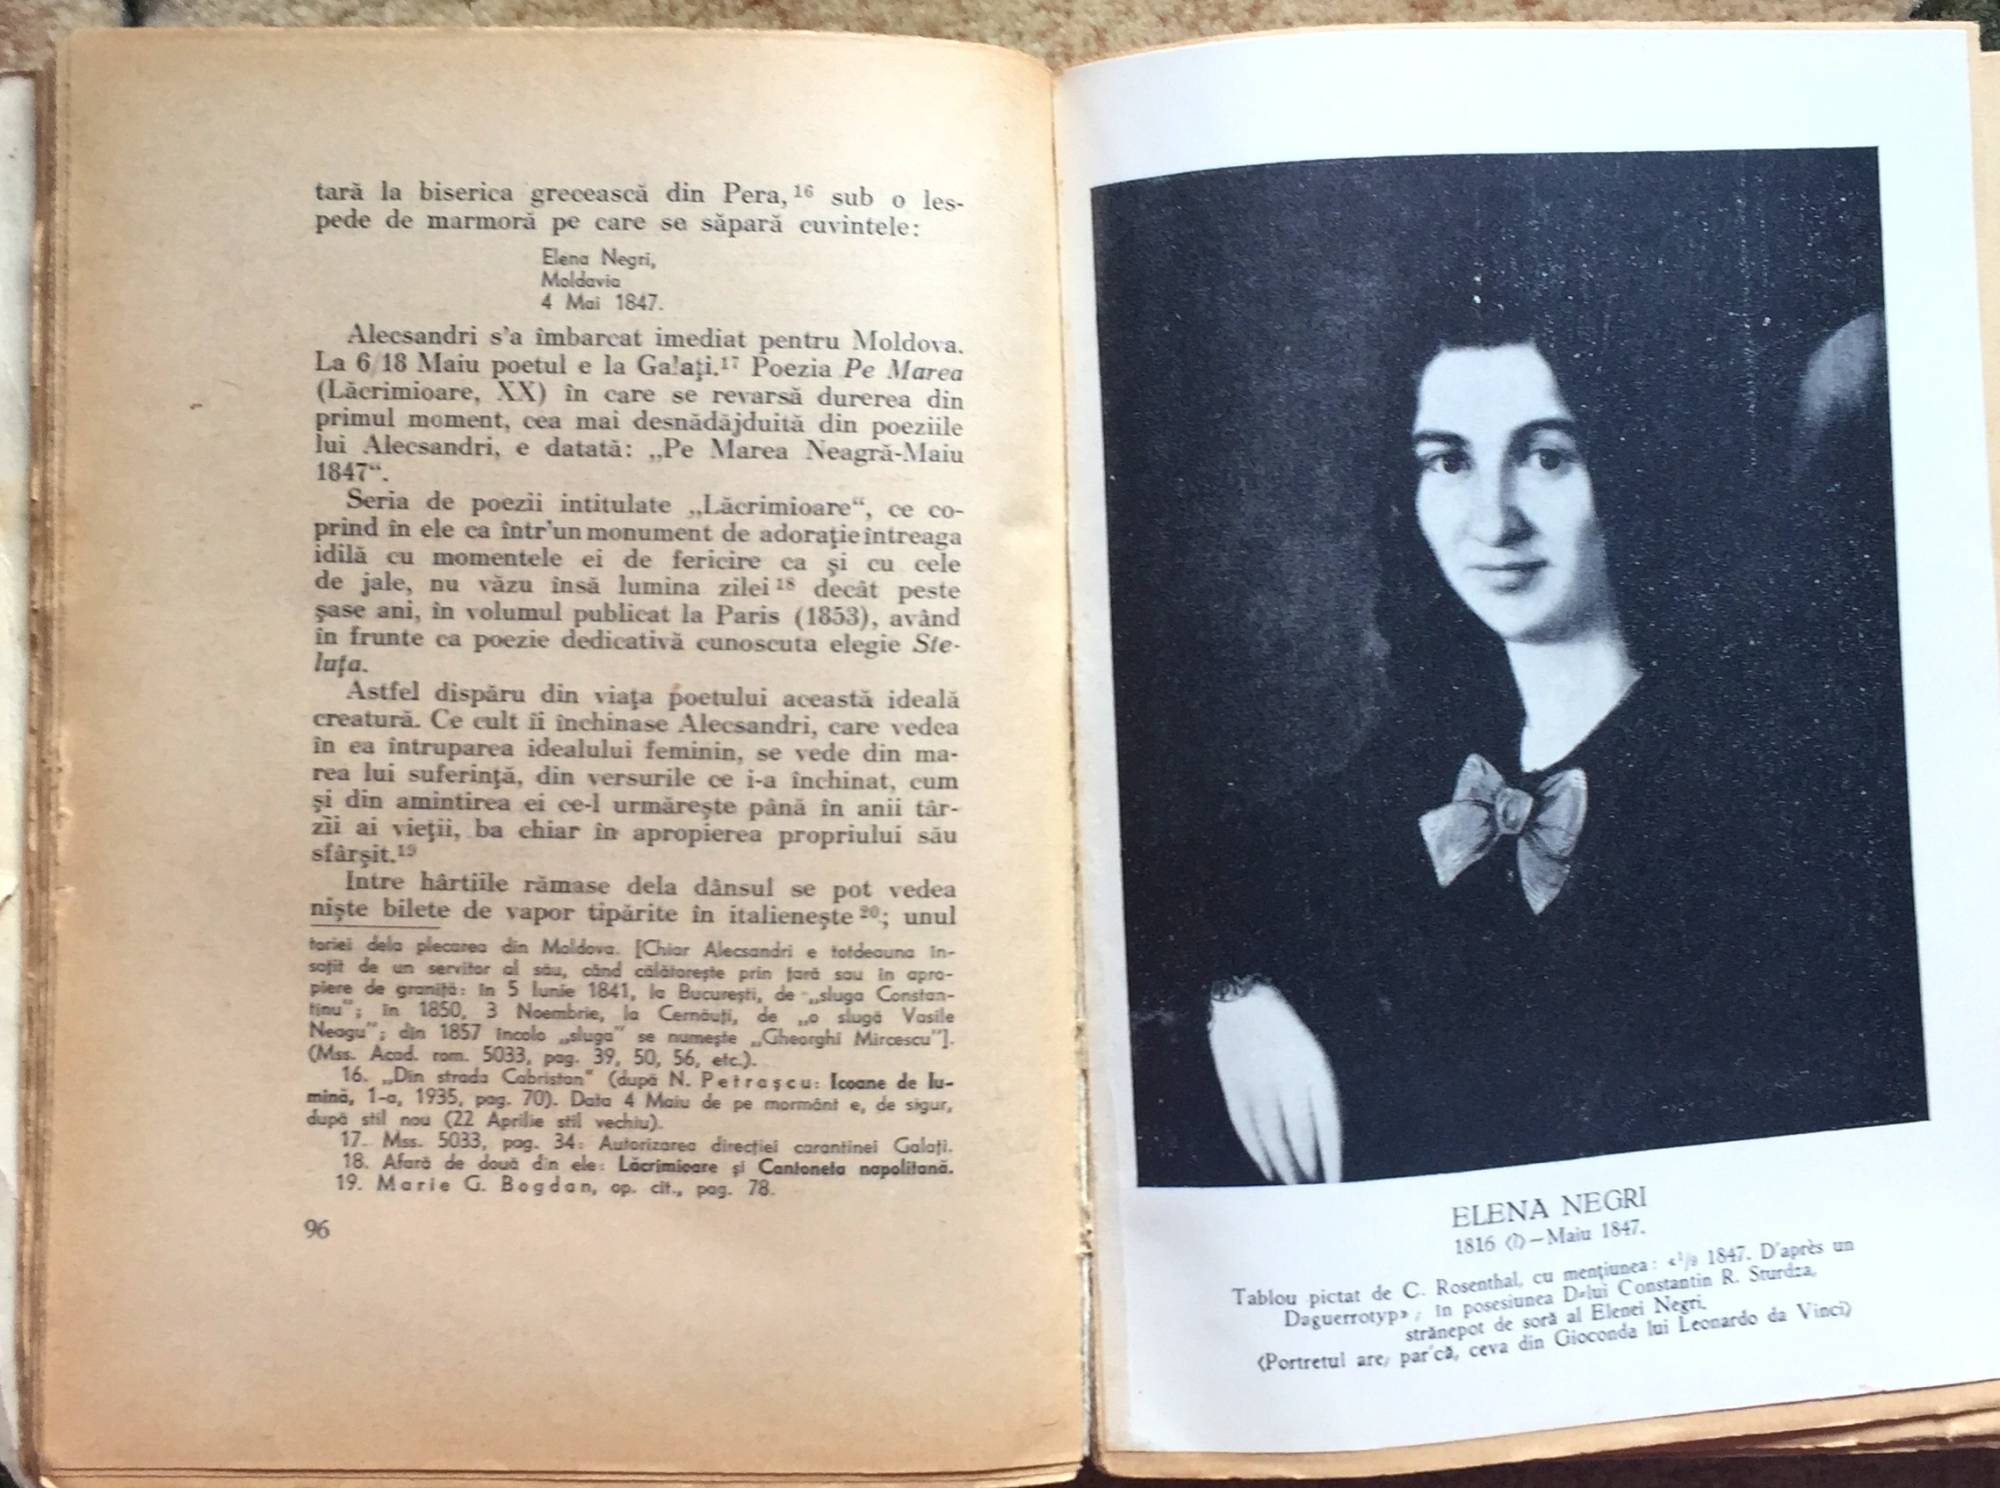 tară la biserica grecească din Pera,¹⁶ sub o les-
pede de marmoră pe care se săpară cuvintele:
Elena Negri,
Moldavia
4 Mai 1847.
Alecsandri s'a îmbarcat imediat pentru Moldova.
La 6/18 Maiu poetul e la Galaţi.¹⁷ Poezia Pe Marea
(Lăcrimioare, XX) în care se revarsă durerea din
primul moment, cea mai desnădăjduită din poeziile
lui Alecsandri, e datată: „Pe Marea Neagră-Maiu
1847“.
Seria de poezii intitulate „Lăcrimioare“, ce co-
prind în ele ca într'un monument de adoraţie întreaga
idilă cu momentele ei de fericire ca şi cu cele
de jale, nu văzu însă lumina zilei¹⁸ decât peste
şase ani, în volumul publicat la Paris (1853), având
în frunte ca poezie dedicativă cunoscuta elegie Ste-
luţa.
Astfel dispăru din viaţa poetului această ideală
creatură. Ce cult îi închinase Alecsandri, care vedea
în ea întruparea idealului feminin, se vede din ma-
rea lui suferinţă, din versurile ce i-a închinat, cum
şi din amintirea ei ce-l urmăreşte până în anii târ-
zii ai vieţii, ba chiar în apropierea propriului său
sfârşit.¹⁹
Intre hârtiile rămase dela dânsul se pot vedea
nişte bilete de vapor tipărite în italieneşte²⁰; unul
toriei dela plecarea din Moldova. [Chiar Alecsandri e totdeauna în-
soţit de un servitor al său, când călătoreşte prin ţară sau în apro-
piere de graniţă: în 5 Iunie 1841, la Bucureşti, de „sluga Constan-
tinu“; în 1850, 3 Noembrie, la Cernăuţi, de „o slugă Vasile
Neagu“; din 1857 încolo „sluga“ se numeşte „Gheorghi Mircescu“].
(Mss. Acad. rom. 5033, pag. 39, 50, 56, etc.).
16. „Din strada Cabristan“ (după N. Petraşcu: Icoane de lu-
mină, 1-a, 1935, pag. 70). Data 4 Maiu de pe mormânt e, de sigur,
după stil nou (22 Aprilie stil vechiu).
17. Mss. 5033, pag. 34: Autorizarea direcţiei carantinei Galaţi.
18. Afară de două din ele: Lăcrimioare şi Cantoneta napolitană.
19. Marie G. Bogdan, op. cit., pag. 78.
96
ELENA NEGRI
1816 (?) – Maiu 1847.
Tablou pictat de C. Rosenthal, cu menţiunea: «¹/₉ 1847. D'après un
Daguerrotyp»; în posesiunea D-lui Constantin R. Sturdza,
strănepot de soră al Elenei Negri.
(Portretul are, par'că, ceva din Gioconda lui Leonardo da Vinci)